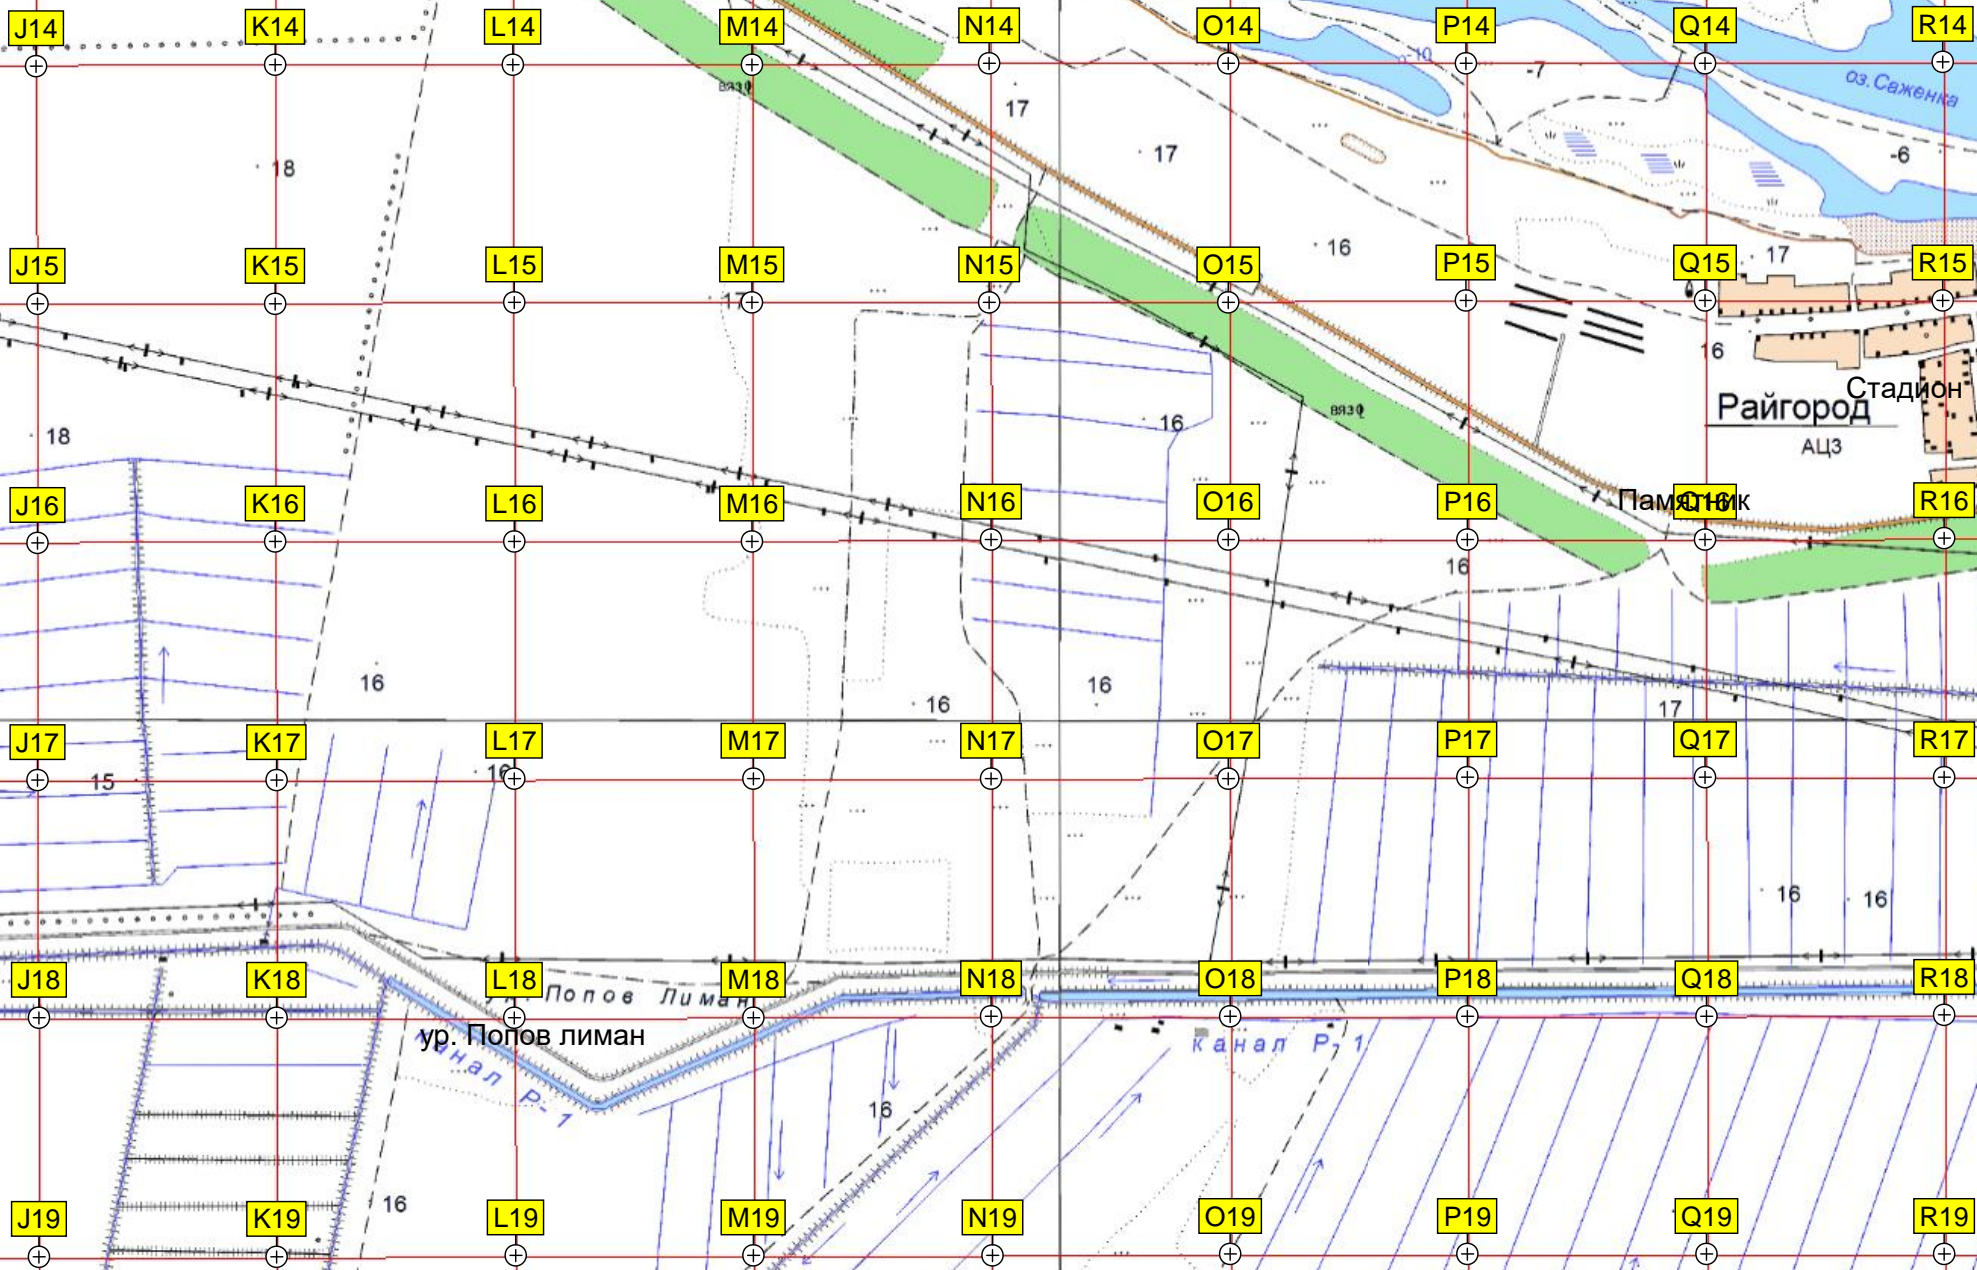 J14 K14 L14 M14 N14 O14 P14 Q14 R14
-10
-7
оз.Саженка
вяз
17
18
17
-6
16
17
J15 K15 L15 M15 N15 O15 P15 Q15 R15
17
16
Стадион
Райгород
вяз
16
18
АЦЗ
J16 K16 L16 M16 N16 O16 P16 Q16 R16
Памятник
16
16
16
16
17
J17 K17 L17 M17 N17 O17 P17 Q17 R17
15
16
16
16
J18 K18 L18 M18 N18 O18 P18 Q18 R18
Попов Лиман
ур. Попов лиман
канал Р-1
канал Р-1
16
16
J19 K19 L19 M19 N19 O19 P19 Q19 R19